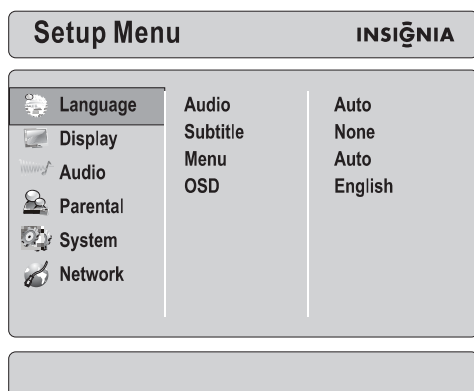 Setup Menu
INSIGNIA
Language
Display
Audio
Parental
System
Network
Audio
Subtitle
Menu
OSD
Auto
None
Auto
English